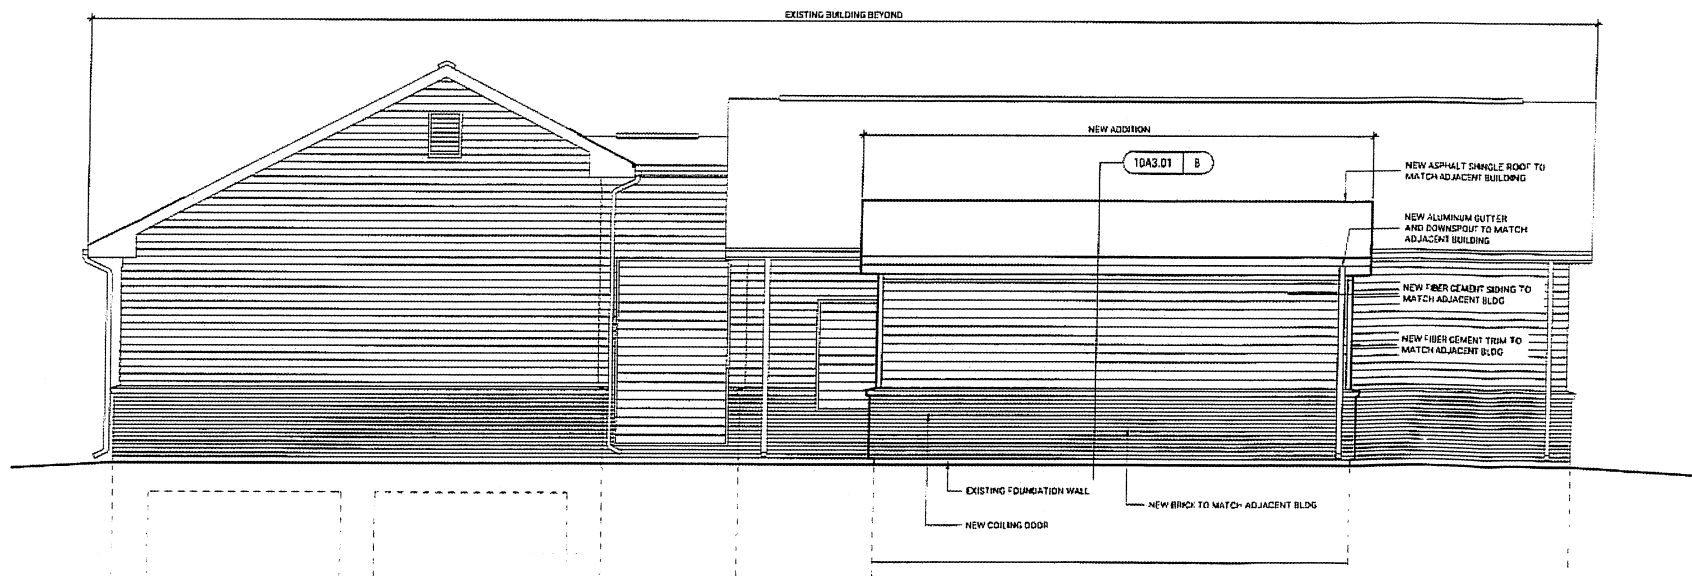 EXISTING BUILDING BEYOND
NEW ADDITION
10A3.01 B
NEW ASPHALT SHINGLE ROOF TO
MATCH ADJACENT BUILDING
NEW ALUMINUM GUTTER
AND DOWNSPOUT TO MATCH
ADJACENT BUILDING
NEW FIBER CEMENT SIDING TO
MATCH ADJACENT BLDG
NEW FIBER CEMENT TRIM TO
MATCH ADJACENT BLDG
EXISTING FOUNDATION WALL
NEW BRICK TO MATCH ADJACENT BLDG
NEW COILING DOOR